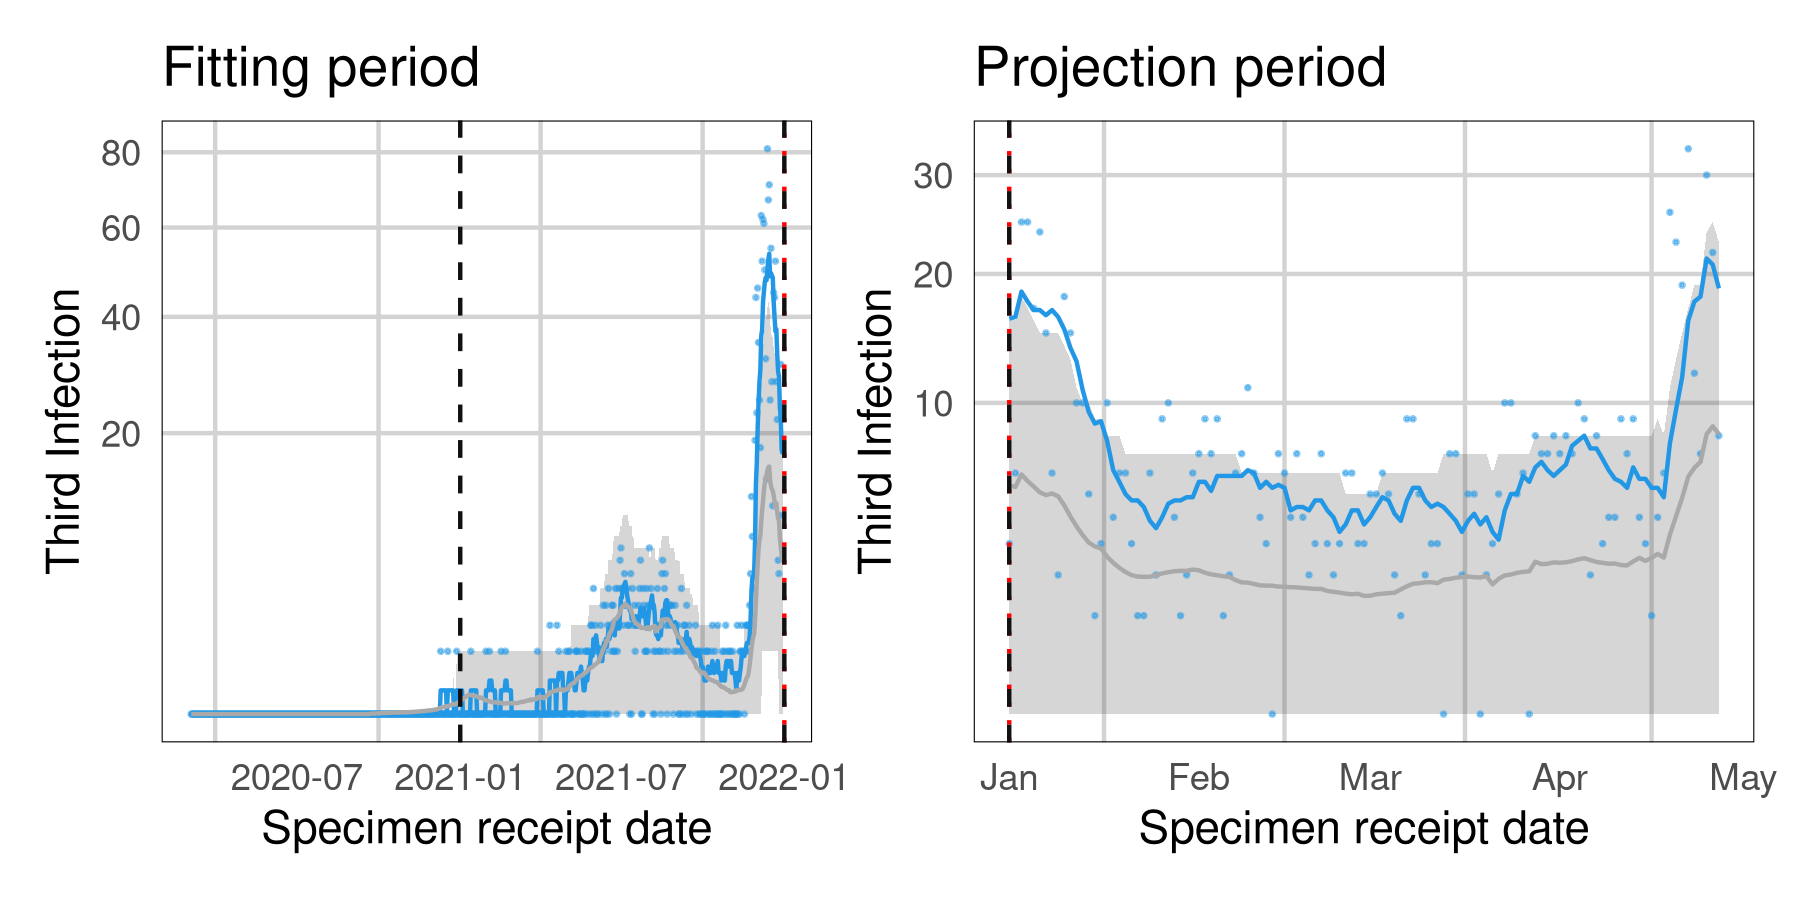 Fitting period
Projection period
Third Infection
80
60
40
20
2020-07
2021-01
2021-07
2022-01
Specimen receipt date
Third Infection
30
20
10
Jan
Feb
Mar
Apr
May
Specimen receipt date